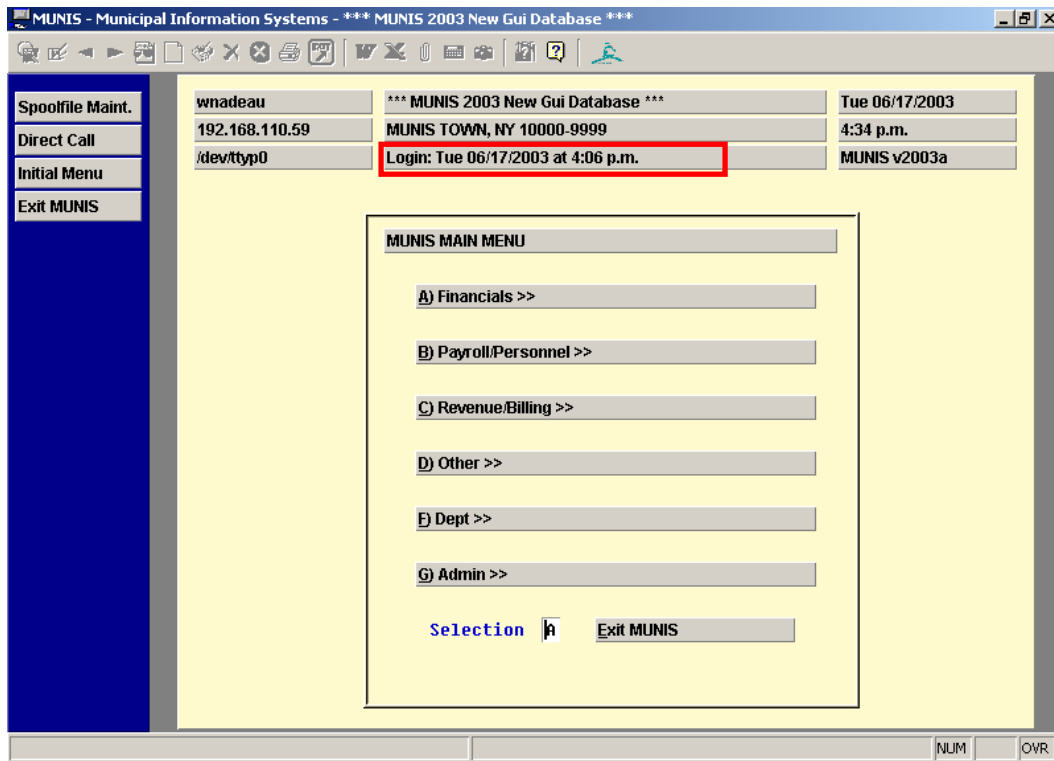 MUNIS - Municipal Information Systems - *** MUNIS 2003 New Gui Database ***
Spoolfile Maint.
Direct Call
Initial Menu
Exit MUNIS
wnadeau *** MUNIS 2003 New Gui Database *** Tue 06/17/2003
192.168.110.59 MUNIS TOWN, NY 10000-9999 4:34 p.m.
/dev/ttyp0 Login: Tue 06/17/2003 at 4:06 p.m. MUNIS v2003a
MUNIS MAIN MENU
A) Financials >>
B) Payroll/Personnel >>
C) Revenue/Billing >>
D) Other >>
F) Dept >>
G) Admin >>
Selection A Exit MUNIS
NUM OVR